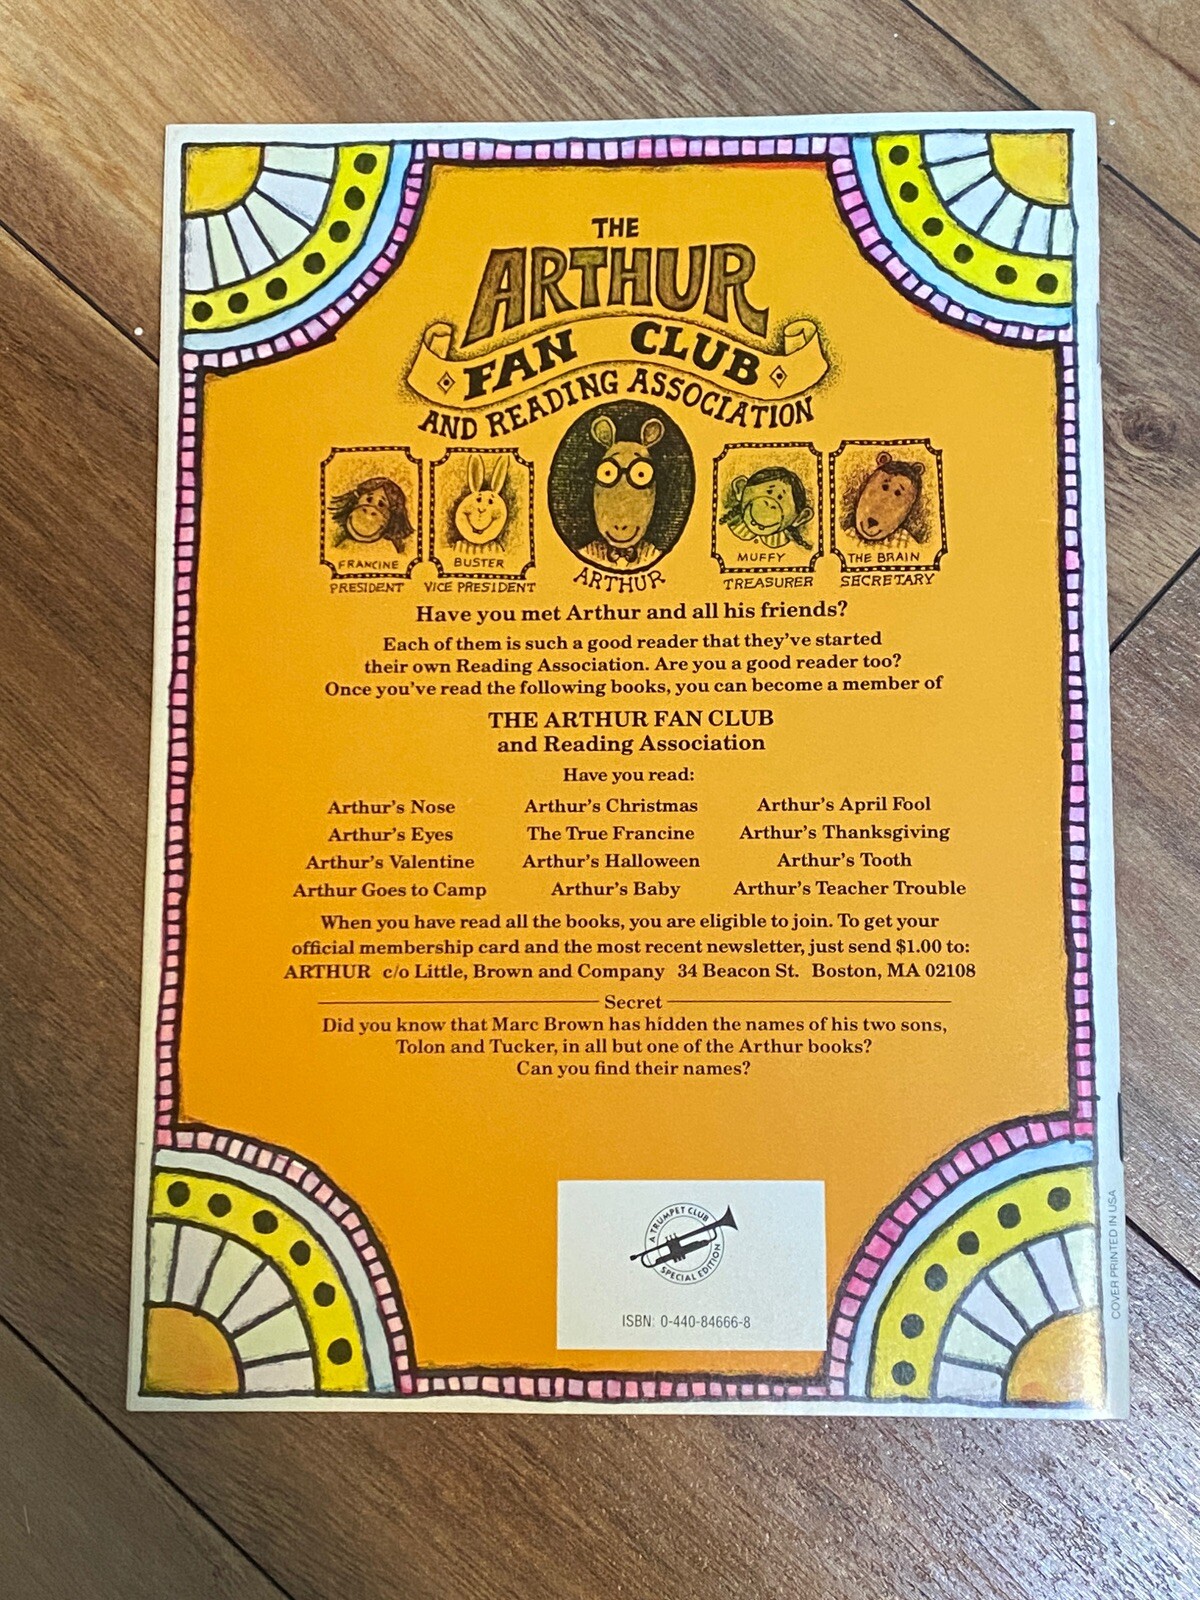 THE
ARTHUR
FAN CLUB
AND READING ASSOCIATION
FRANCINE
PRESIDENT
BUSTER
VICE PRESIDENT
ARTHUR
MUFFY
TREASURER
THE BRAIN
SECRETARY
Have you met Arthur and all his friends?
Each of them is such a good reader that they've started
their own Reading Association. Are you a good reader too?
Once you've read the following books, you can become a member of
THE ARTHUR FAN CLUB
and Reading Association
Have you read:
Arthur's Nose Arthur's Christmas Arthur's April Fool
Arthur's Eyes The True Francine Arthur's Thanksgiving
Arthur's Valentine Arthur's Halloween Arthur's Tooth
Arthur Goes to Camp Arthur's Baby Arthur's Teacher Trouble
When you have read all the books, you are eligible to join. To get your
official membership card and the most recent newsletter, just send $1.00 to:
ARTHUR c/o Little, Brown and Company 34 Beacon St. Boston, MA 02108
Secret
Did you know that Marc Brown has hidden the names of his two sons,
Tolon and Tucker, in all but one of the Arthur books?
Can you find their names?
A TRUMPET CLUB
SPECIAL EDITION
ISBN: 0-440-84666-8
COVER PRINTED IN USA